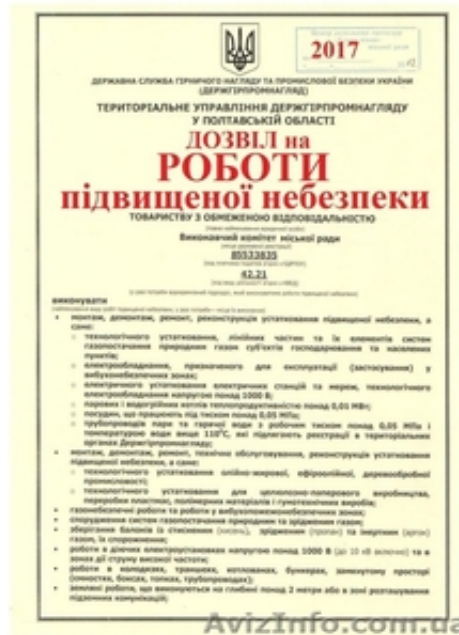 2017
ДЕРЖАВНА СЛУЖБА ГІРНИЧОГО НАГЛЯДУ ТА ПРОМИСЛОВОЇ БЕЗПЕКИ УКРАЇНИ
(ДЕРЖГІРПРОМНАГЛЯД)
ТЕРИТОРІАЛЬНЕ УПРАВЛІННЯ ДЕРЖГІРПРОМНАГЛЯДУ
У ПОЛТАВСЬКІЙ ОБЛАСТІ
ДОЗВІЛ на
РОБОТИ
підвищеної небезпеки
ТОВАРИСТВУ З ОБМЕЖЕНОЮ ВІДПОВІДАЛЬНІСТЮ
Виконавчий комітет міської ради
85533835
42.21
виконувати
• монтаж, демонтаж, ремонт, реконструкція устатковання підвищеної небезпеки, а
саме:
○ технологічного устатковання, лінійних частин та їх елементів систем
газопостачання природним газом суб'єктів господарювання та населених
пунктів;
○ електрообладнання, призначеного для експлуатації (застосування) у
вибухонебезпечних зонах;
○ електричного устатковання електричних станцій та мереж, технологічного
електрообладнання напругою понад 1000 В;
○ парових і водогрійних котлів теплопродуктивністю понад 0,01 МВт;
○ посудин, що працюють під тиском понад 0,05 МПа;
○ трубопроводів пари та гарячої води з робочим тиском понад 0,05 МПа і
температурою води вище 110°С, які підлягають реєстрації в територіальних
органах Держгірпромнагляду;
• монтаж, демонтаж, ремонт, технічне обслуговування, реконструкція устатковання
підвищеної небезпеки, а саме:
○ технологічного устатковання олійно-жирової, ефіроолійної, деревообробної
промисловості;
○ технологічного устатковання для целюлозно-паперового виробництва,
переробки пластмас, полімерних матеріалів і гумотехнічних виробів;
• газонебезпечні роботи та роботи у вибухопожежонебезпечних зонах;
• спорудження систем газопостачання природним та зрідженим газом;
• зберігання балонів із стисненим (кисень), зрідженим (пропан) та інертним (аргон)
газом, їх спорожнення;
• роботи в діючих електроустановках напругою понад 1000 В (до 10 кВ включно) та в
зонах дії струму високої частоти;
• роботи в колодязях, траншеях, котлованах, бункерах, замкнутому просторі
(ємностях, боксах, топках, трубопроводах);
• земляні роботи, що виконуються на глибині понад 2 метри або в зоні розташування
підземних комунікацій;
AvizInfo.com.ua